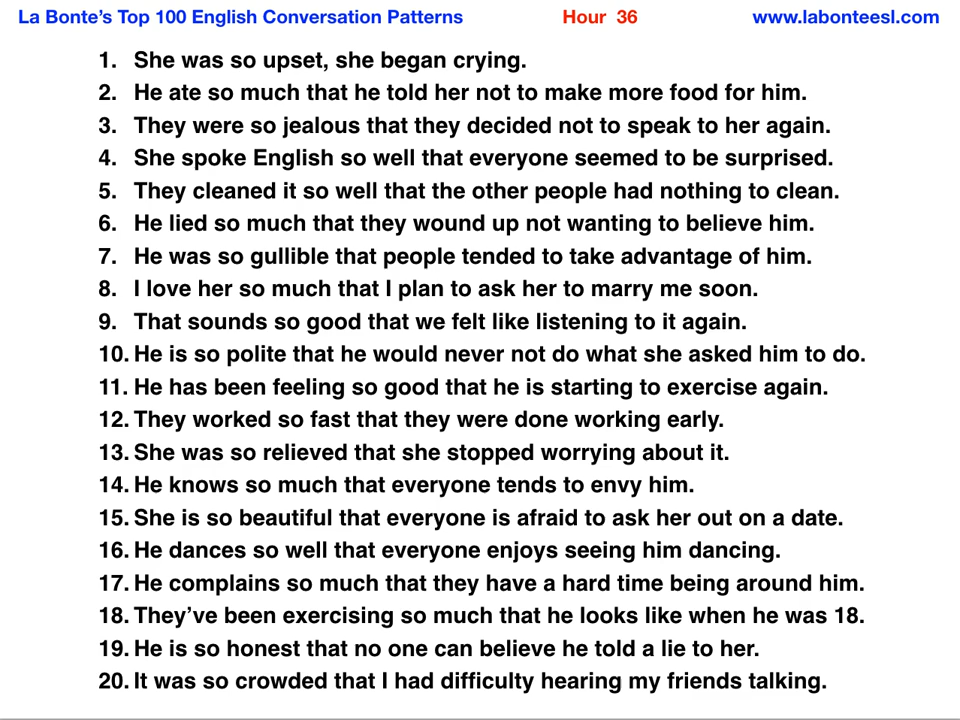 La Bonte's Top 100 English Conversation Patterns Hour 36 www.labonteesl.com
1. She was so upset, she began crying.
2. He ate so much that he told her not to make more food for him.
3. They were so jealous that they decided not to speak to her again.
4. She spoke English so well that everyone seemed to be surprised.
5. They cleaned it so well that the other people had nothing to clean.
6. He lied so much that they wound up not wanting to believe him.
7. He was so gullible that people tended to take advantage of him.
8. I love her so much that I plan to ask her to marry me soon.
9. That sounds so good that we felt like listening to it again.
10. He is so polite that he would never not do what she asked him to do.
11. He has been feeling so good that he is starting to exercise again.
12. They worked so fast that they were done working early.
13. She was so relieved that she stopped worrying about it.
14. He knows so much that everyone tends to envy him.
15. She is so beautiful that everyone is afraid to ask her out on a date.
16. He dances so well that everyone enjoys seeing him dancing.
17. He complains so much that they have a hard time being around him.
18. They've been exercising so much that he looks like when he was 18.
19. He is so honest that no one can believe he told a lie to her.
20. It was so crowded that I had difficulty hearing my friends talking.